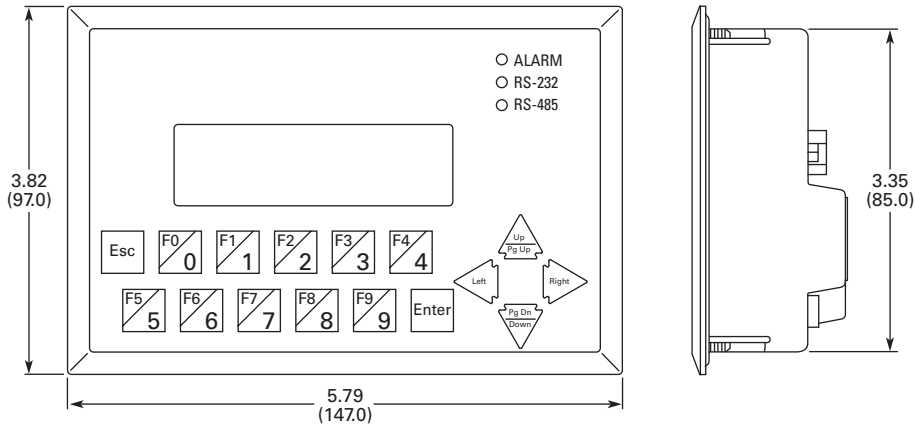 ALARM
RS-232
RS-485
3.82
(97.0)
3.35
(85.0)
Esc
F0
0
F1
1
F2
2
F3
3
F4
4
Up
Pg Up
Left
Right
F5
5
F6
6
F7
7
F8
8
F9
9
Enter
Pg Dn
Down
5.79
(147.0)